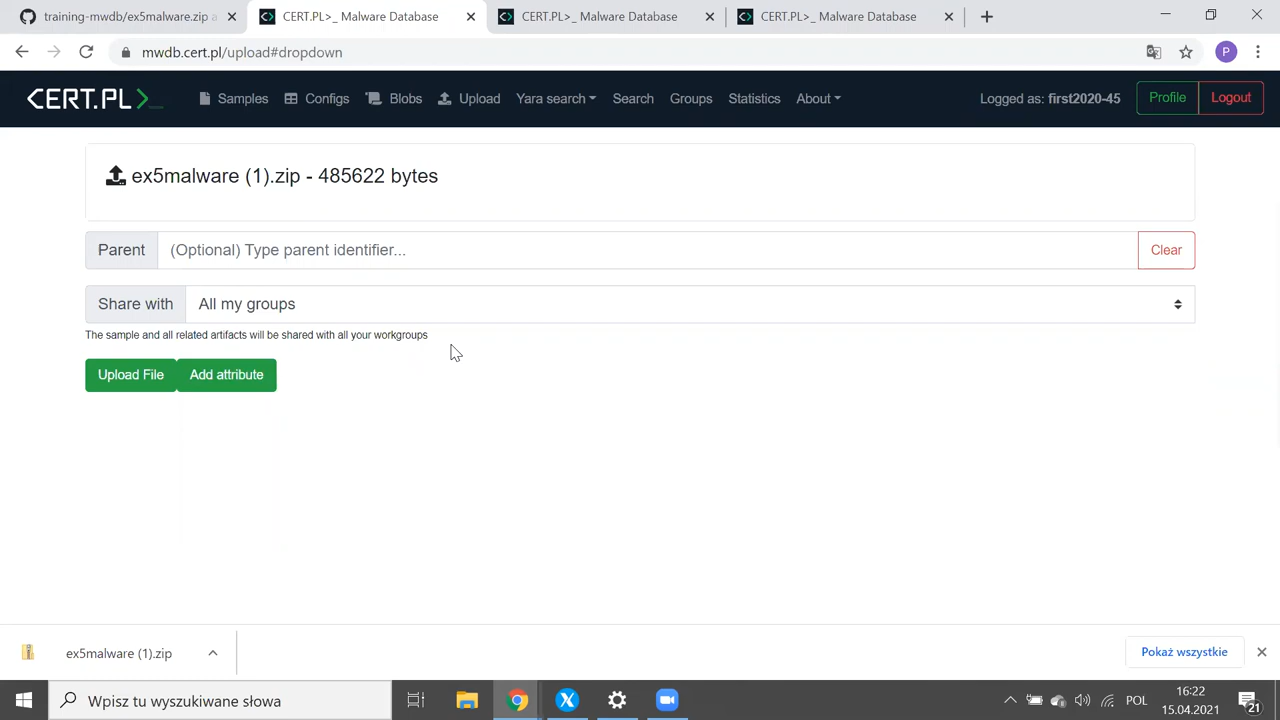 training-mwdb/ex5malware.zip a
CERT.PL>_ Malware Database
CERT.PL>_ Malware Database
CERT.PL>_ Malware Database
mwdb.cert.pl/upload#dropdown
P
CERT.PL>_
Samples
Configs
Blobs
Upload
Yara search
Search
Groups
Statistics
About
Logged as: first2020-45
Profile
Logout
ex5malware (1).zip - 485622 bytes
Parent
(Optional) Type parent identifier...
Clear
Share with
All my groups
The sample and all related artifacts will be shared with all your workgroups
Upload File
Add attribute
ex5malware (1).zip
Pokaż wszystkie
Wpisz tu wyszukiwane słowa
X
POL
16:22
15.04.2021
21